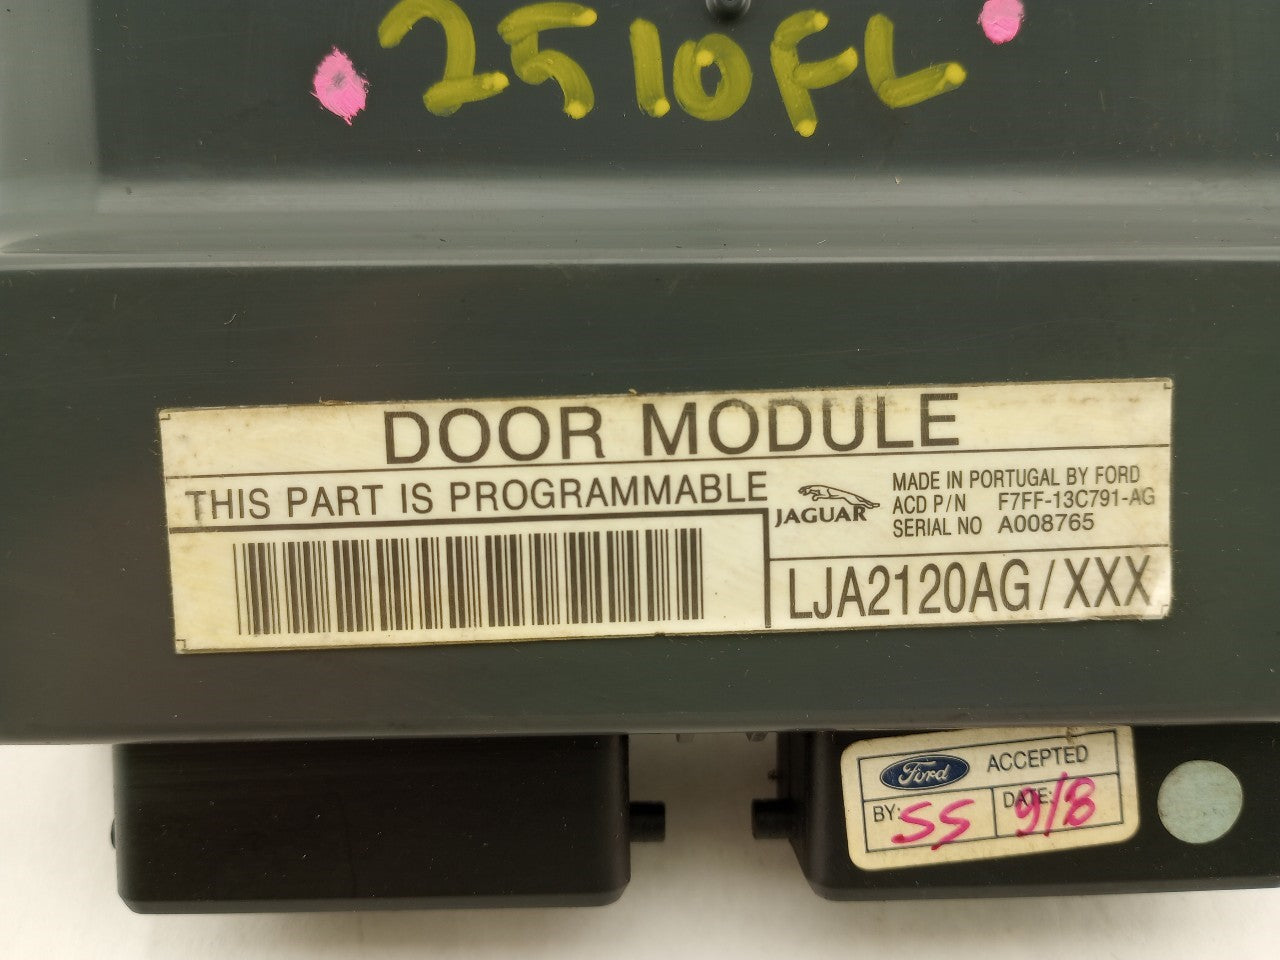 2510FL
DOOR MODULE
THIS PART IS PROGRAMMABLE
JAGUAR
MADE IN PORTUGAL BY FORD
ACD P/N F7FF-13C791-AG
SERIAL NO A008765
LJA2120AG/XXX
Ford ACCEPTED
BY: SS DATE: 9/8